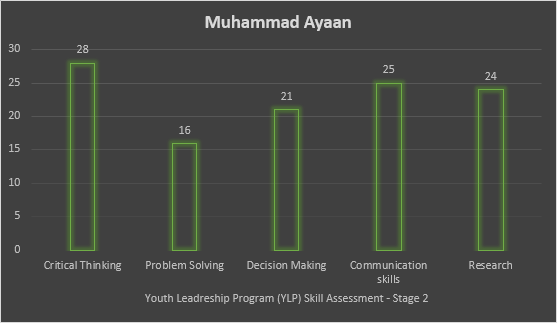 Muhammad Ayaan
30
25
20
15
10
5
0
28
16
21
25
24
Critical Thinking
Problem Solving
Decision Making
Communication
skills
Research
Youth Leadreship Program (YLP) Skill Assessment - Stage 2